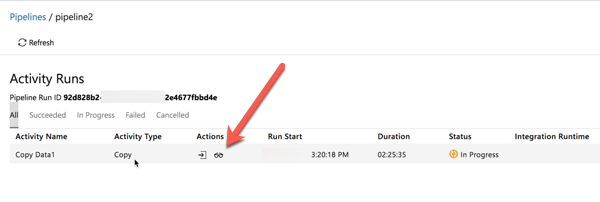 Pipelines / pipeline2
Refresh
Activity Runs
Pipeline Run ID 92d828b2- 2e4677fbbd4e
All Succeeded In Progress Failed Cancelled
Activity Name Activity Type Actions Run Start Duration Status Integration Runtime
Copy Data1 Copy 3:20:18 PM 02:25:35 In Progress